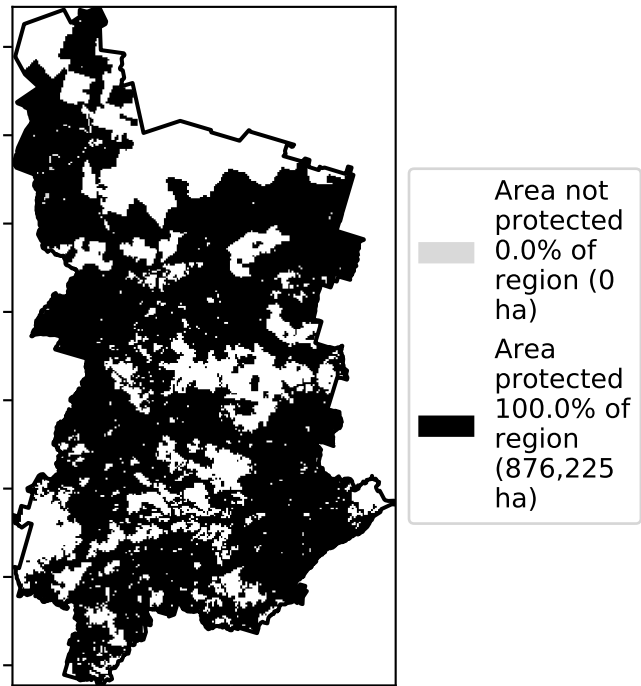 Area not
protected
0.0% of
region (0
ha)
Area
protected
100.0% of
region
(876,225
ha)